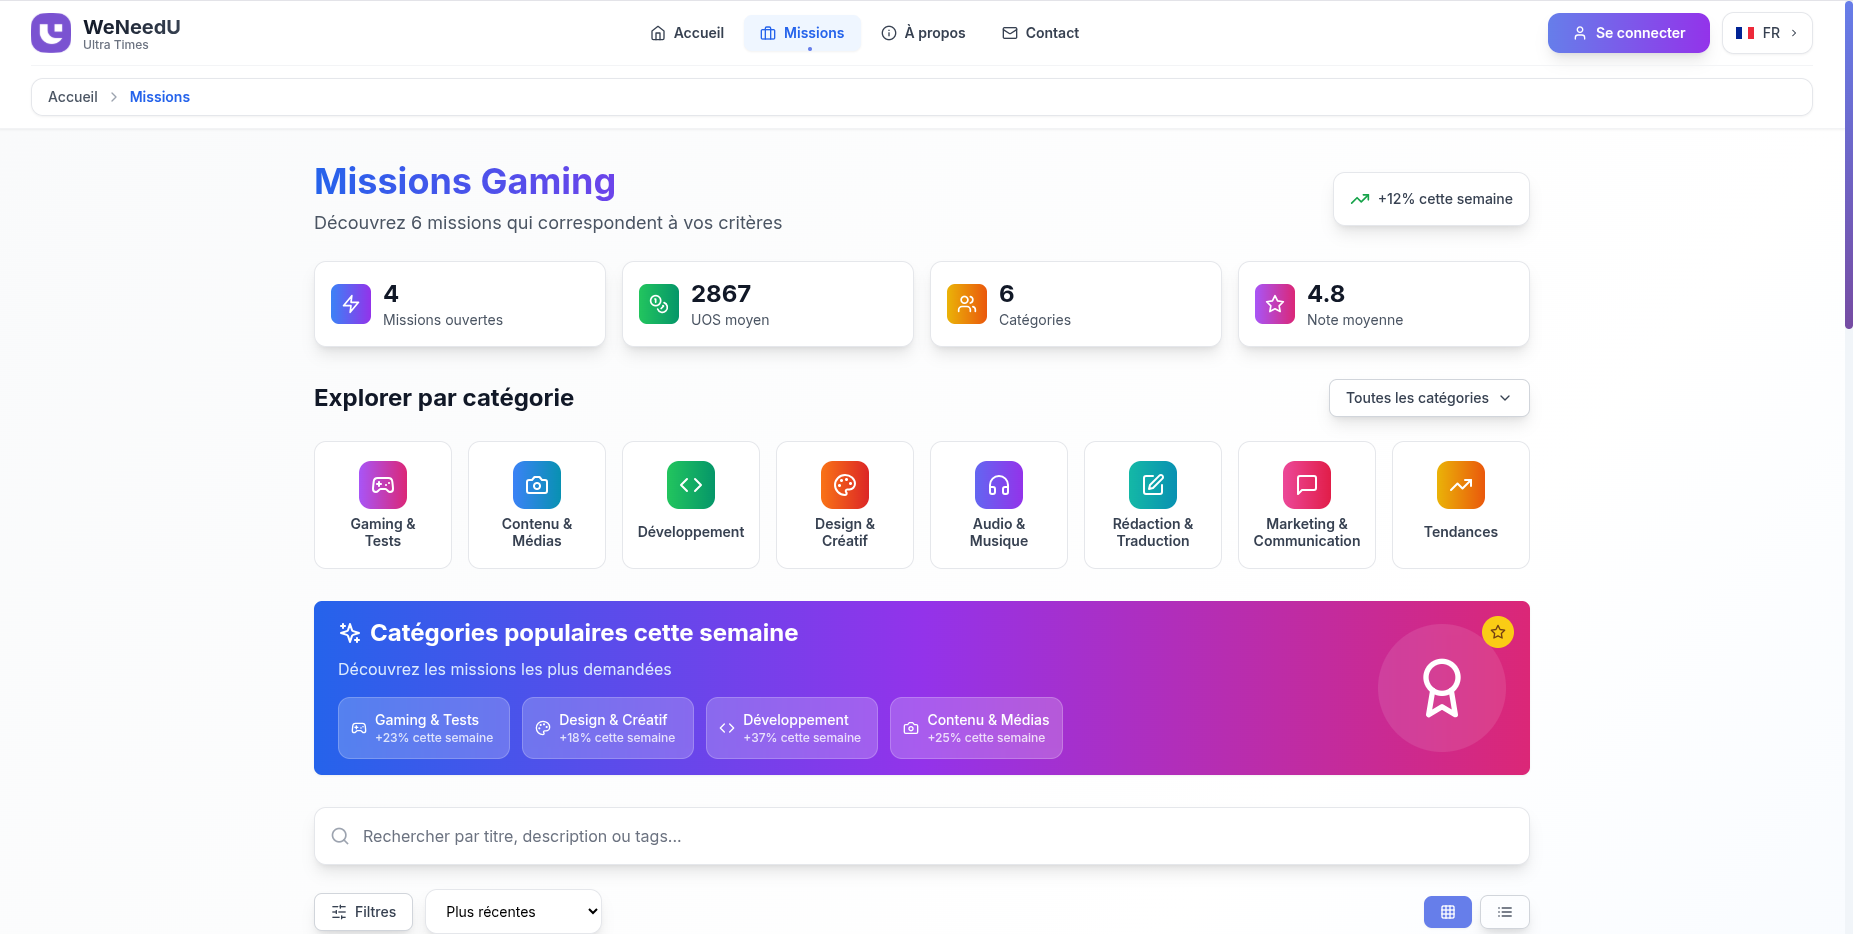 WeNeedU
Ultra Times
Accueil
Missions
À propos
Contact
Se connecter
FR
Accueil
Missions
Missions Gaming
Découvrez 6 missions qui correspondent à vos critères
+12% cette semaine
4
Missions ouvertes
2867
UOS moyen
6
Catégories
4.8
Note moyenne
Explorer par catégorie
Toutes les catégories
Gaming &
Tests
Contenu &
Médias
Développement
Design &
Créatif
Audio &
Musique
Rédaction &
Traduction
Marketing &
Communication
Tendances
Catégories populaires cette semaine
Découvrez les missions les plus demandées
Gaming & Tests
+23% cette semaine
Design & Créatif
+18% cette semaine
Développement
+37% cette semaine
Contenu & Médias
+25% cette semaine
Rechercher par titre, description ou tags...
Filtres
Plus récentes